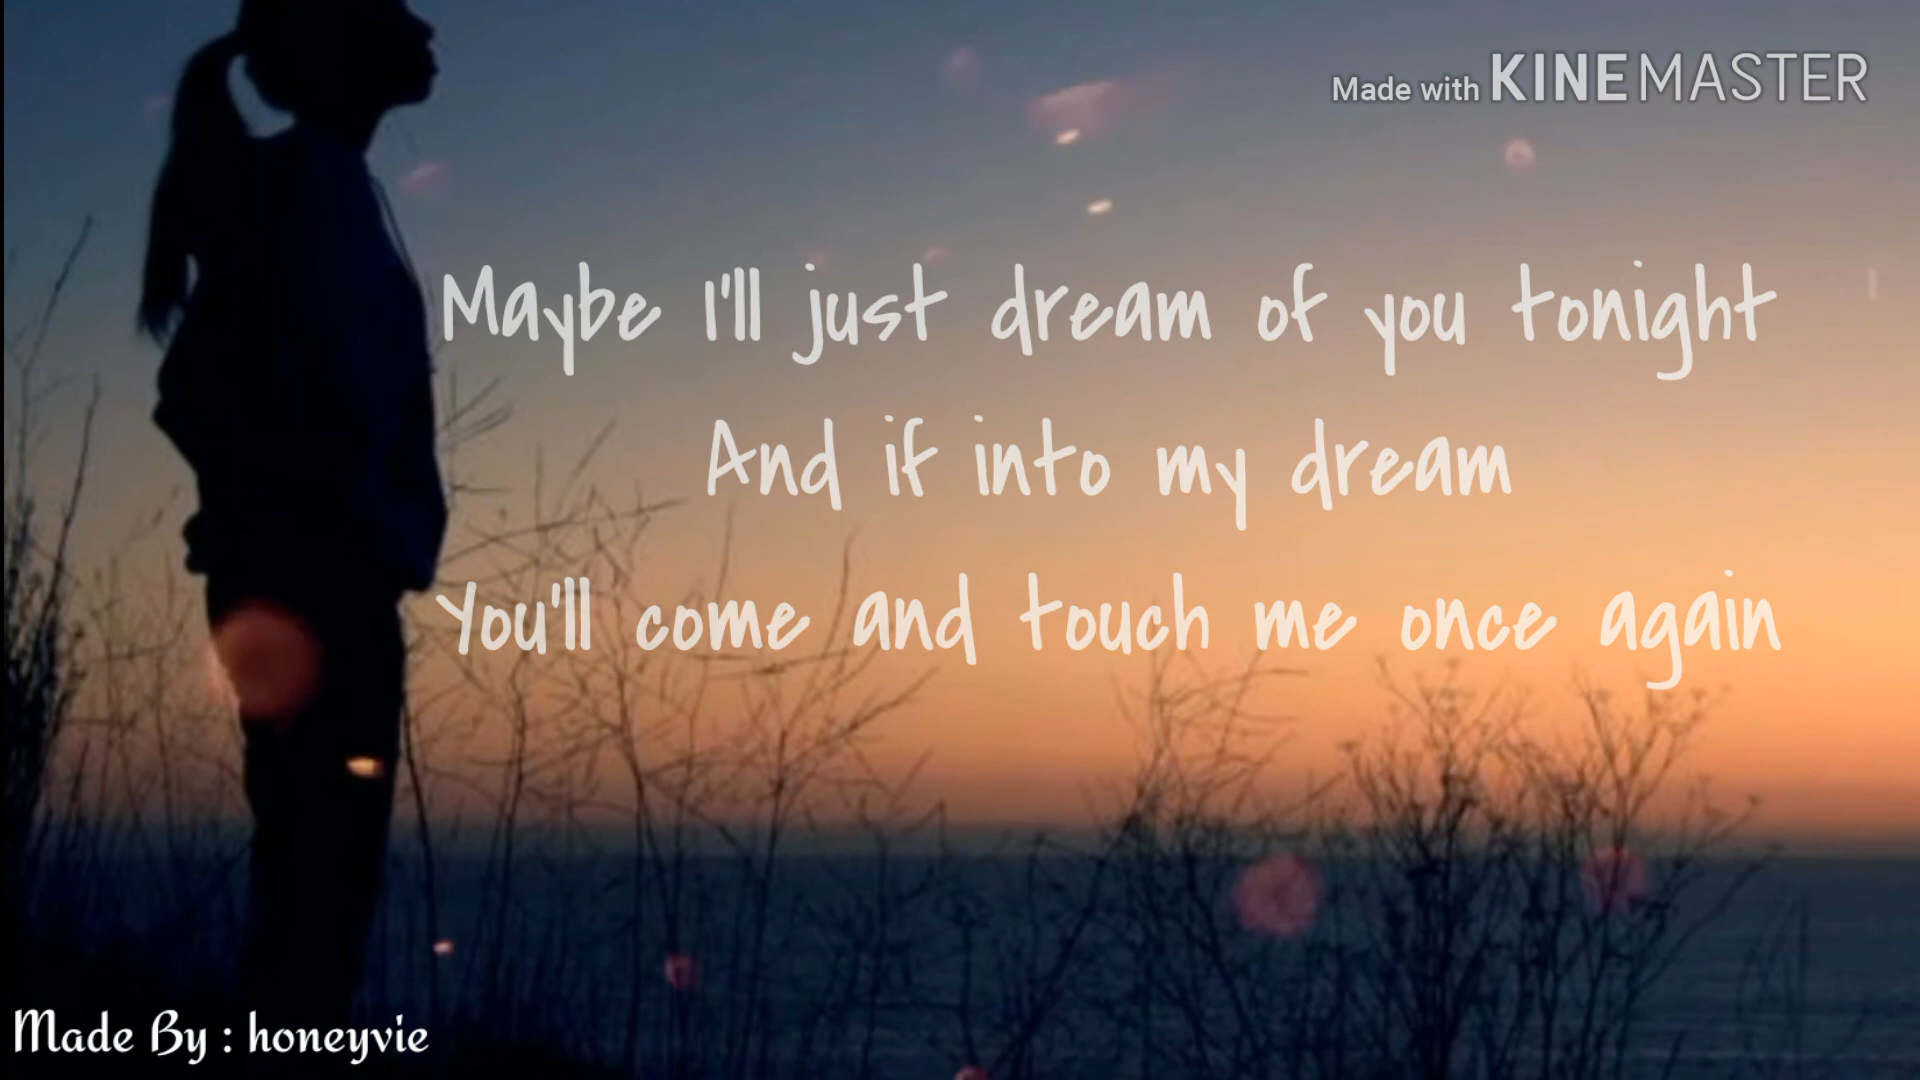 Made with KINEMASTER
Maybe I'll just dream of you tonight
And if into my dream
You'll come and touch me once again
Made By : honeyvie